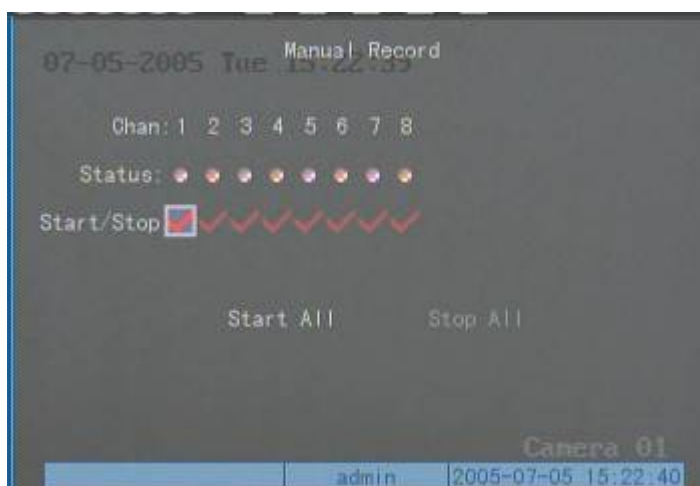 Manual Record
07-05-2005 Tue 15:22:39
Chan: 1 2 3 4 5 6 7 8
Status:
Start/Stop
Start All Stop All
Camera 01
admin 2005-07-05 15:22:40